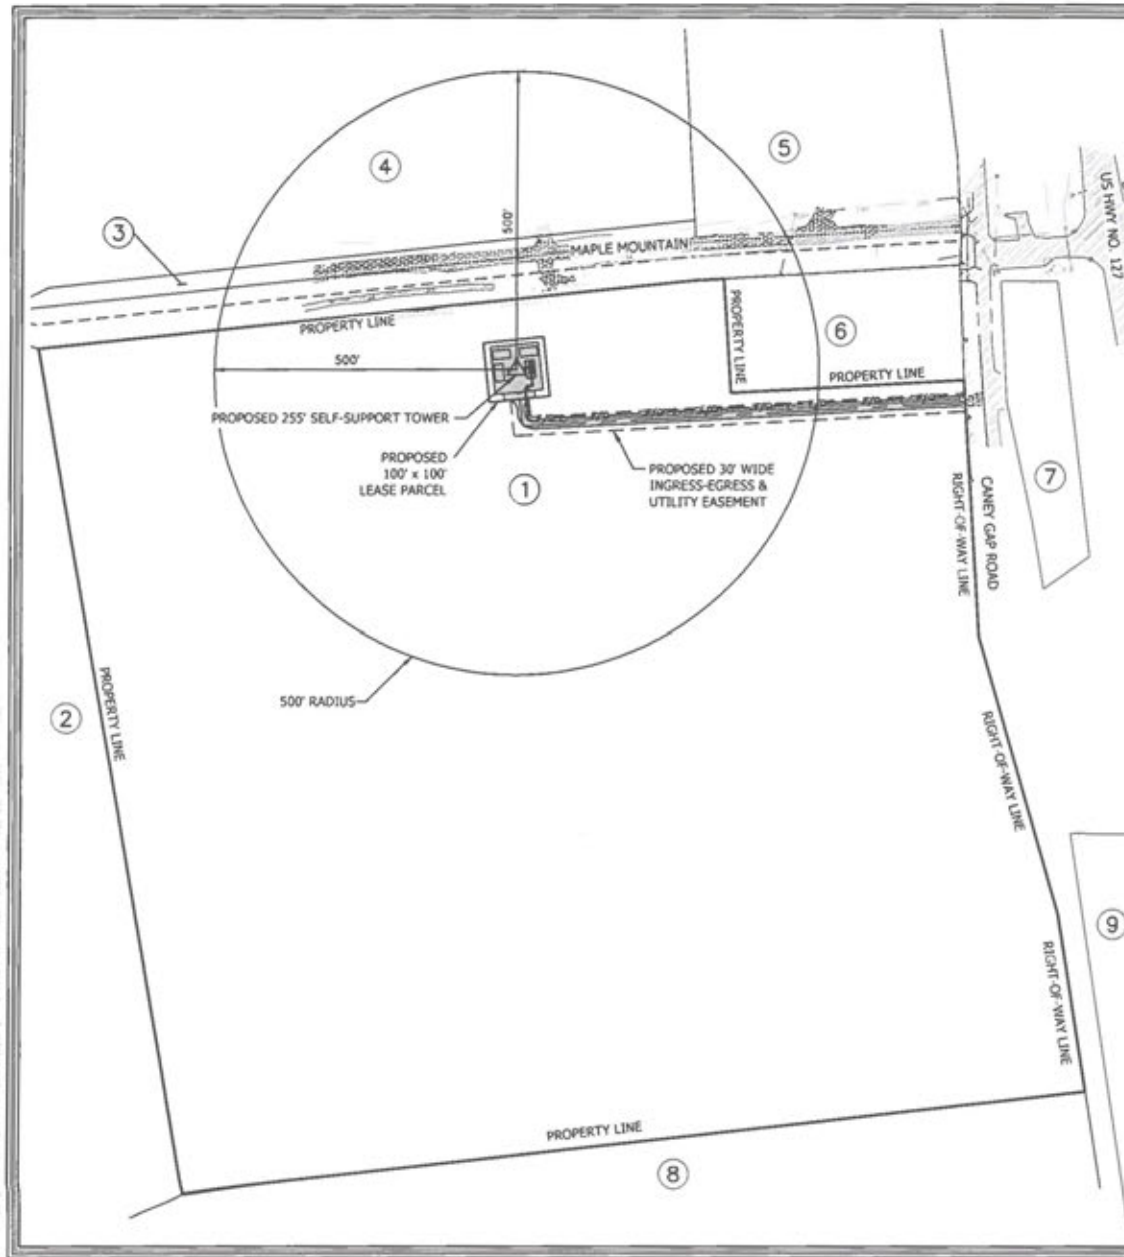 4
5
500'
US HWY NO. 127
3
MAPLE MOUNTAIN
PROPERTY LINE
PROPERTY LINE
6
500'
PROPERTY LINE
PROPOSED 255' SELF-SUPPORT TOWER
PROPOSED
100' x 100'
LEASE PARCEL
1
PROPOSED 30' WIDE
INGRESS-EGRESS &
UTILITY EASEMENT
RIGHT-OF-WAY LINE
CANEY GAP ROAD
7
PROPERTY LINE
2
500' RADIUS
RIGHT-OF-WAY LINE
9
RIGHT-OF-WAY LINE
PROPERTY LINE
8